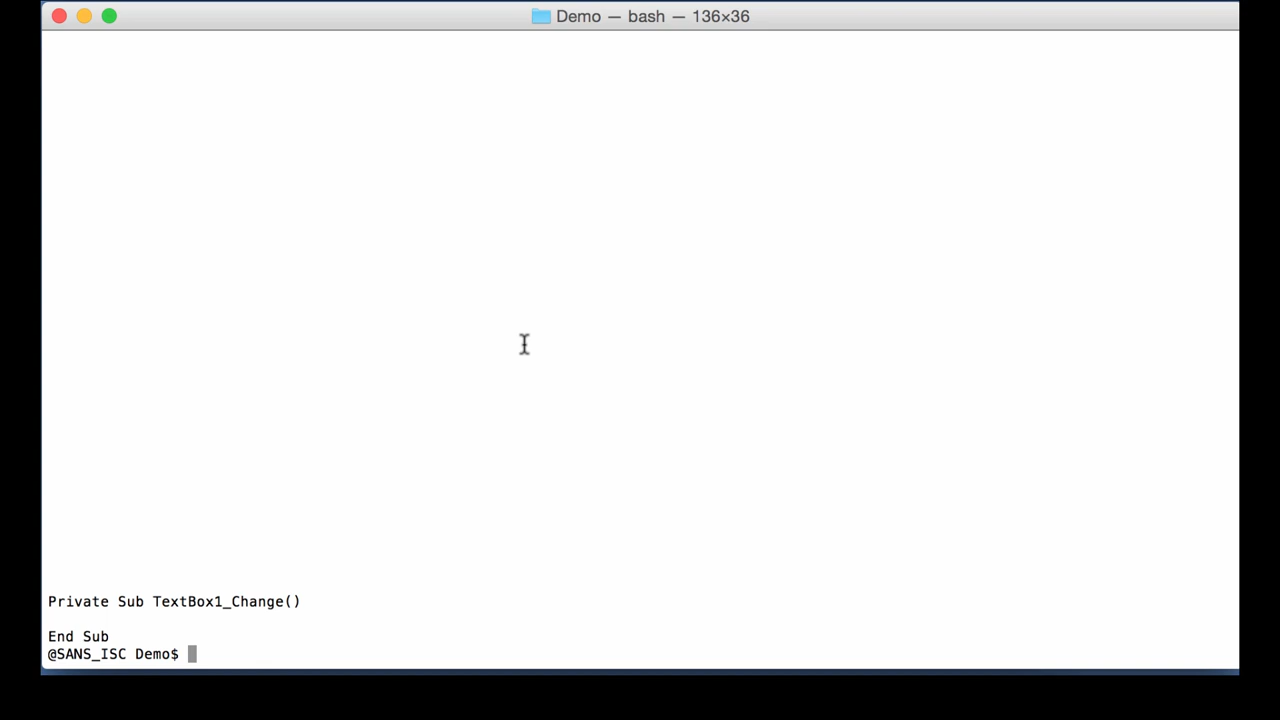 Demo — bash — 136×36
Private Sub TextBox1_Change()
End Sub
@SANS_ISC Demo$